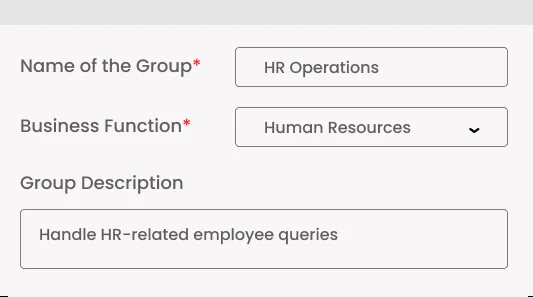 Name of the Group* HR Operations
Business Function* Human Resources
Group Description
Handle HR-related employee queries